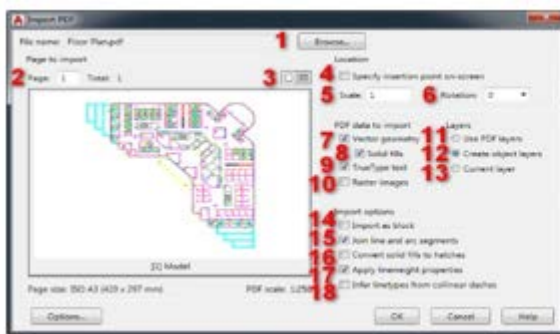 Import PDF
File name: Floor Plan.pdf
1 Browse...
Page to import
2 Page: 1 Total: 1 3
[1] Model
Page size: ISO A3 (420 x 297 mm) PDF scale:
Options...
Location
4 Specify insertion point on-screen
5 Scale: 1 6 Rotation: 0
PDF data to import
7 Vector geometry
8 Solid fills
9 TrueType text
10 Raster images
Layers
11 Use PDF layers
12 Create object layers
13 Current layer
Import options
14 Import as block
15 Join line and arc segments
16 Convert solid fills to hatches
17 Apply lineweight properties
18 Infer linetypes from collinear dashes
OK Cancel Help